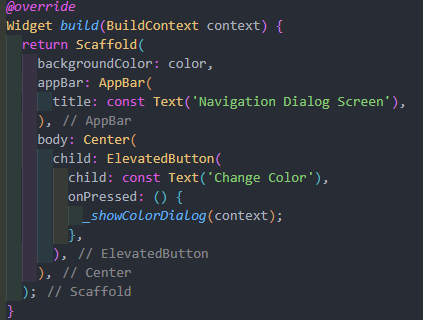 @override
Widget build(BuildContext context) {
  return Scaffold(
    backgroundColor: color,
    appBar: AppBar(
      title: const Text('Navigation Dialog Screen'),
    ), // AppBar
    body: Center(
      child: ElevatedButton(
        child: const Text('Change Color'),
        onPressed: () {
          _showColorDialog(context);
        },
      ), // ElevatedButton
    ), // Center
  ); // Scaffold
}